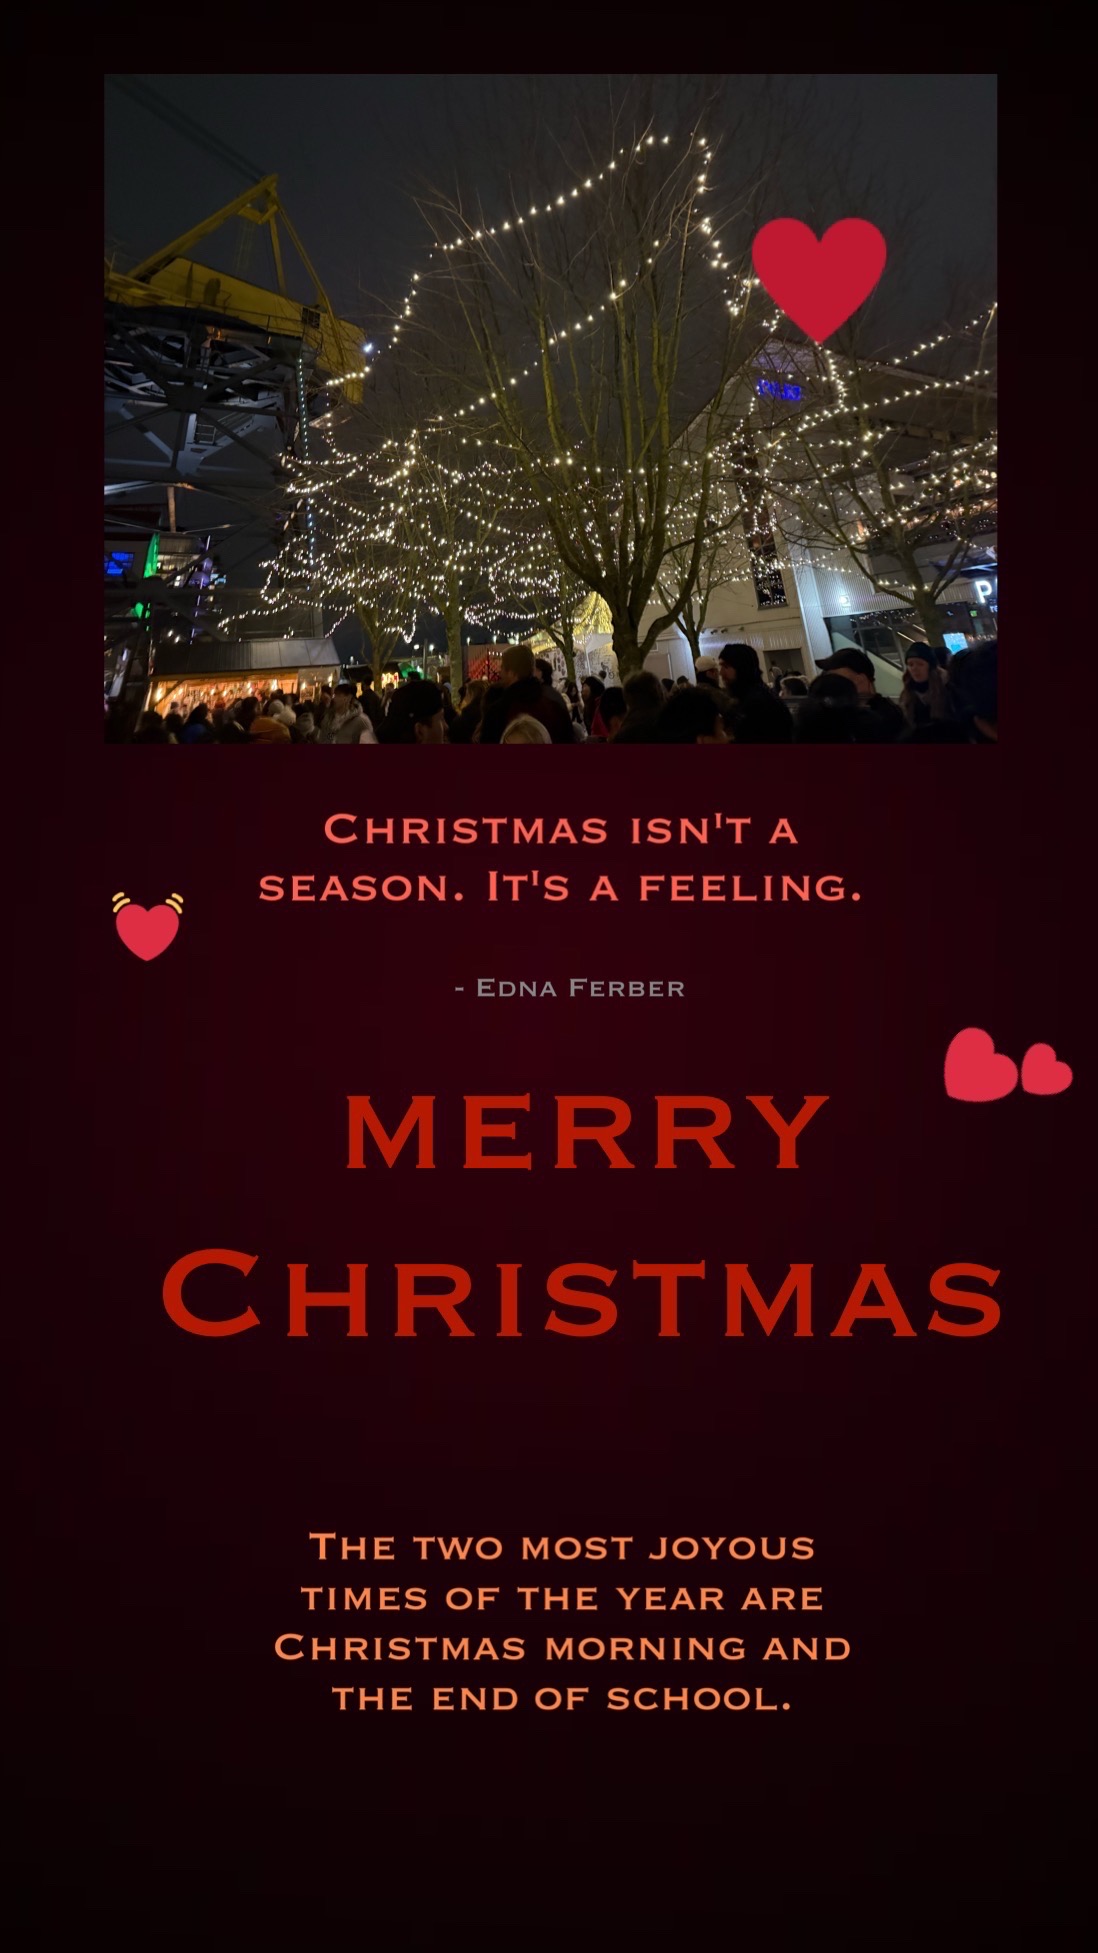 Christmas isn't a
season. It's a feeling.
- Edna Ferber
MERRY
Christmas
The two most joyous
times of the year are
Christmas morning and
the end of school.